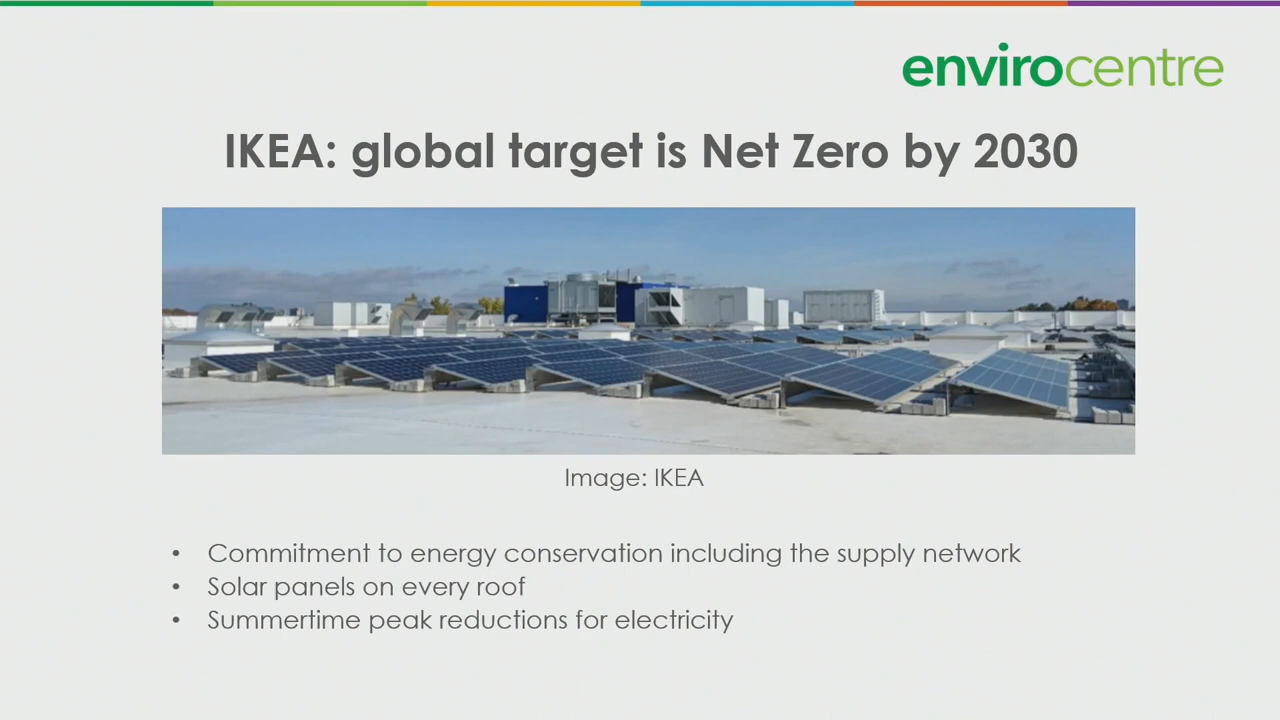 envirocentre
IKEA: global target is Net Zero by 2030
Image: IKEA
• Commitment to energy conservation including the supply network
• Solar panels on every roof
• Summertime peak reductions for electricity